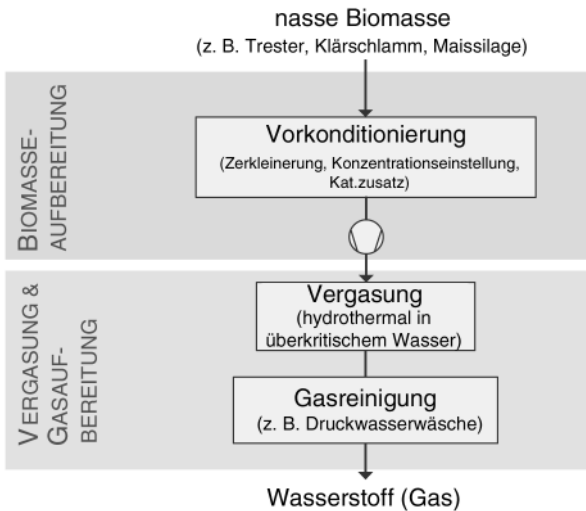 nasse Biomasse
(z. B. Trester, Klärschlamm, Maissilage)
BIOMASSE-
AUFBEREITUNG
Vorkonditionierung
(Zerkleinerung, Konzentrationseinstellung,
Kat.zusatz)
VERGASUNG &
GASAUF-
BEREITUNG
Vergasung
(hydrothermal in
überkritischem Wasser)
Gasreinigung
(z. B. Druckwasserwäsche)
Wasserstoff (Gas)